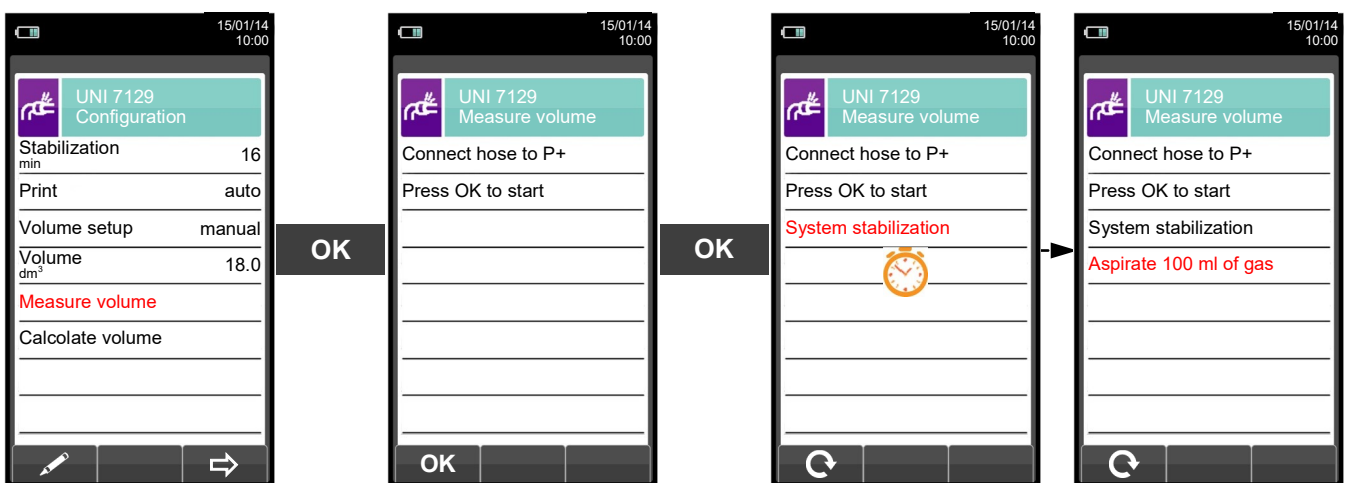 15/01/14
10:00
UNI 7129
Configuration
Stabilization
min
16
Print
auto
Volume setup
manual
Volume
dm³
18.0
Measure volume
Calcolate volume
OK
15/01/14
10:00
UNI 7129
Measure volume
Connect hose to P+
Press OK to start
OK
OK
15/01/14
10:00
UNI 7129
Measure volume
Connect hose to P+
Press OK to start
System stabilization
15/01/14
10:00
UNI 7129
Measure volume
Connect hose to P+
Press OK to start
System stabilization
Aspirate 100 ml of gas